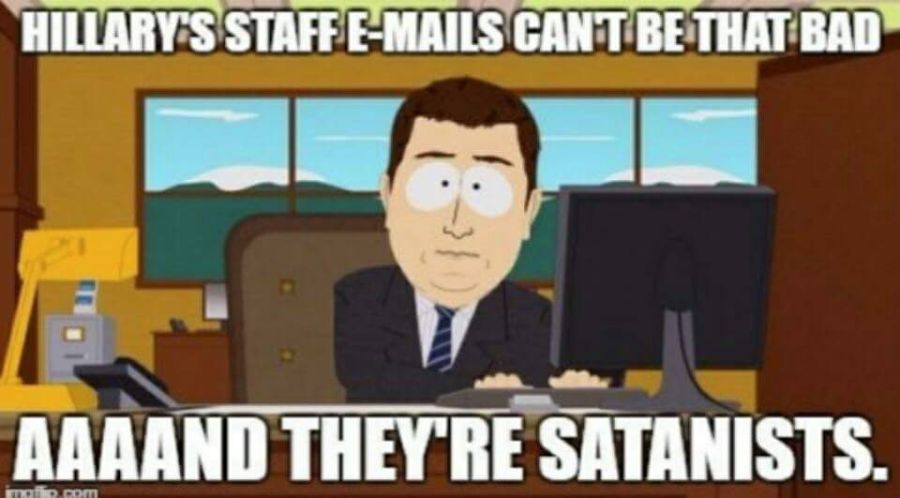 HILLARY'S STAFF E-MAILS CAN'T BE THAT BAD
AAAAND THEY'RE SATANISTS.
imgflip.com